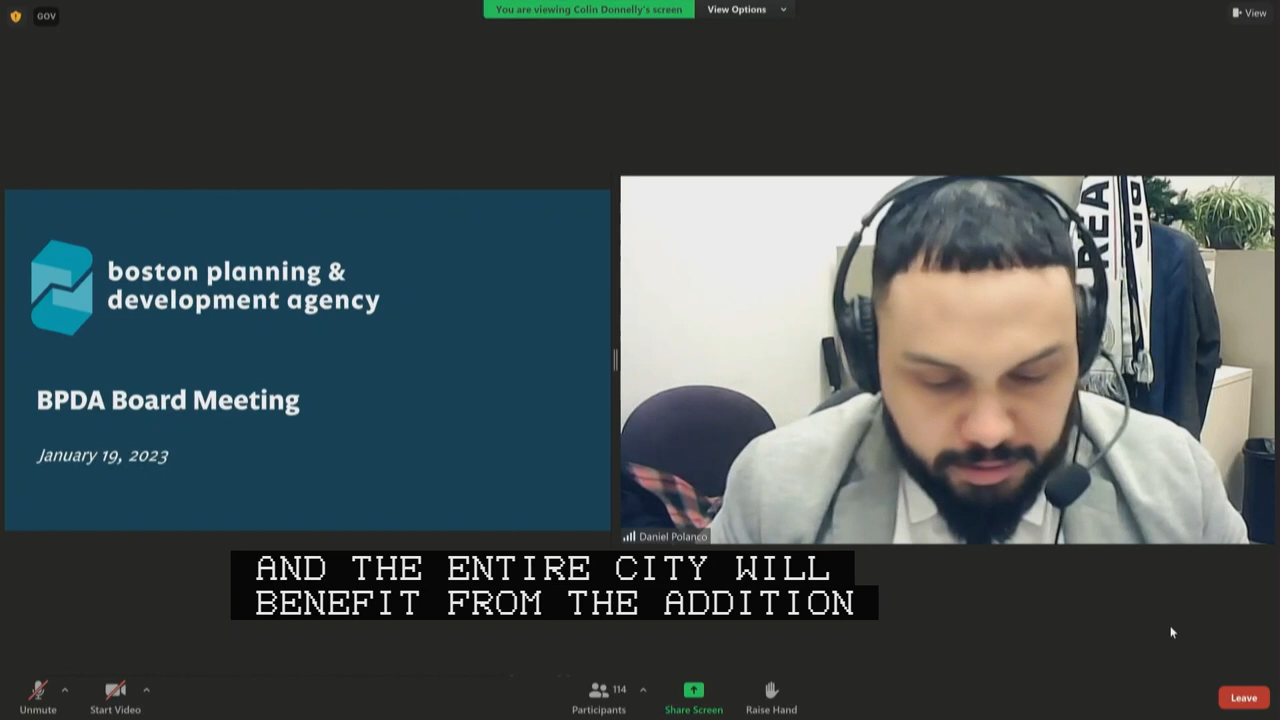 GOV
You are viewing Colin Donnelly's screen
View Options
View
boston planning &
development agency
BPDA Board Meeting
January 19, 2023
REA
Daniel Polanco
AND THE ENTIRE CITY WILL
BENEFIT FROM THE ADDITION
Unmute
Start Video
114
Participants
Share Screen
Raise Hand
Leave